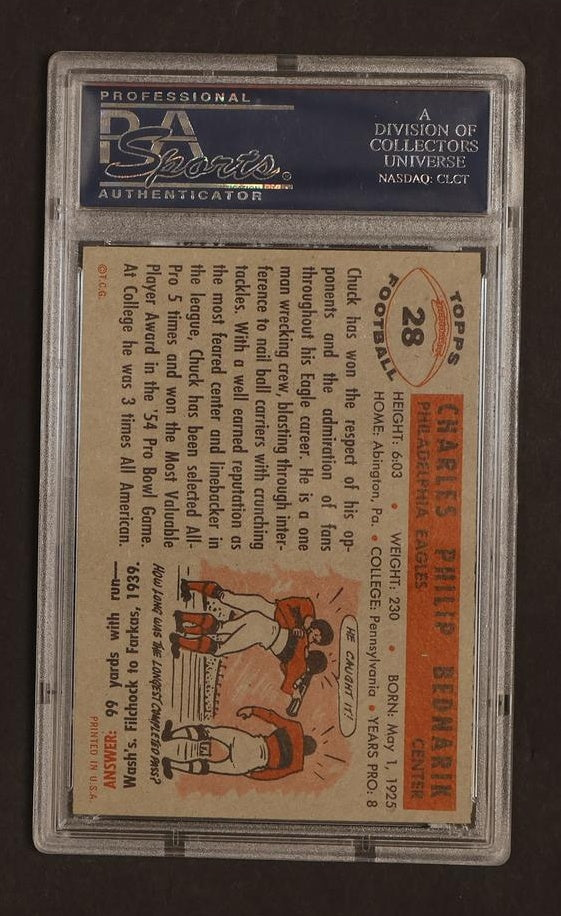 PROFESSIONAL
PSA
Sports.
AUTHENTICATOR
A
DIVISION OF
COLLECTORS
UNIVERSE
NASDAQ: CLCT
TOPPS
28
FOOTBALL
CHARLES PHILIP BEDNARIK
PHILADELPHIA EAGLES CENTER
HEIGHT: 6:03 • WEIGHT: 230 • BORN: May 1, 1925
HOME: Abington, Pa. • COLLEGE: Pennsylvania • YEARS PRO: 8
Chuck has won the respect of his op-
ponents and the admiration of fans
throughout his Eagle career. He is a one
man wrecking crew, blasting through inter-
ference to nail ball carriers with crunching
tackles. With a well earned reputation as
the most feared center and linebacker in
the league, Chuck has been selected All-
Pro 5 times and won the Most Valuable
Player Award in the '54 Pro Bowl Game.
At College he was 3 times All American.
©T.C.G.
HE CAUGHT IT!
HOW LONG WAS THE LONGEST COMPLETED PASS?
Wash's. Filchock to Farkas, 1939.
ANSWER: 99 yards with run—
PRINTED IN U.S.A.